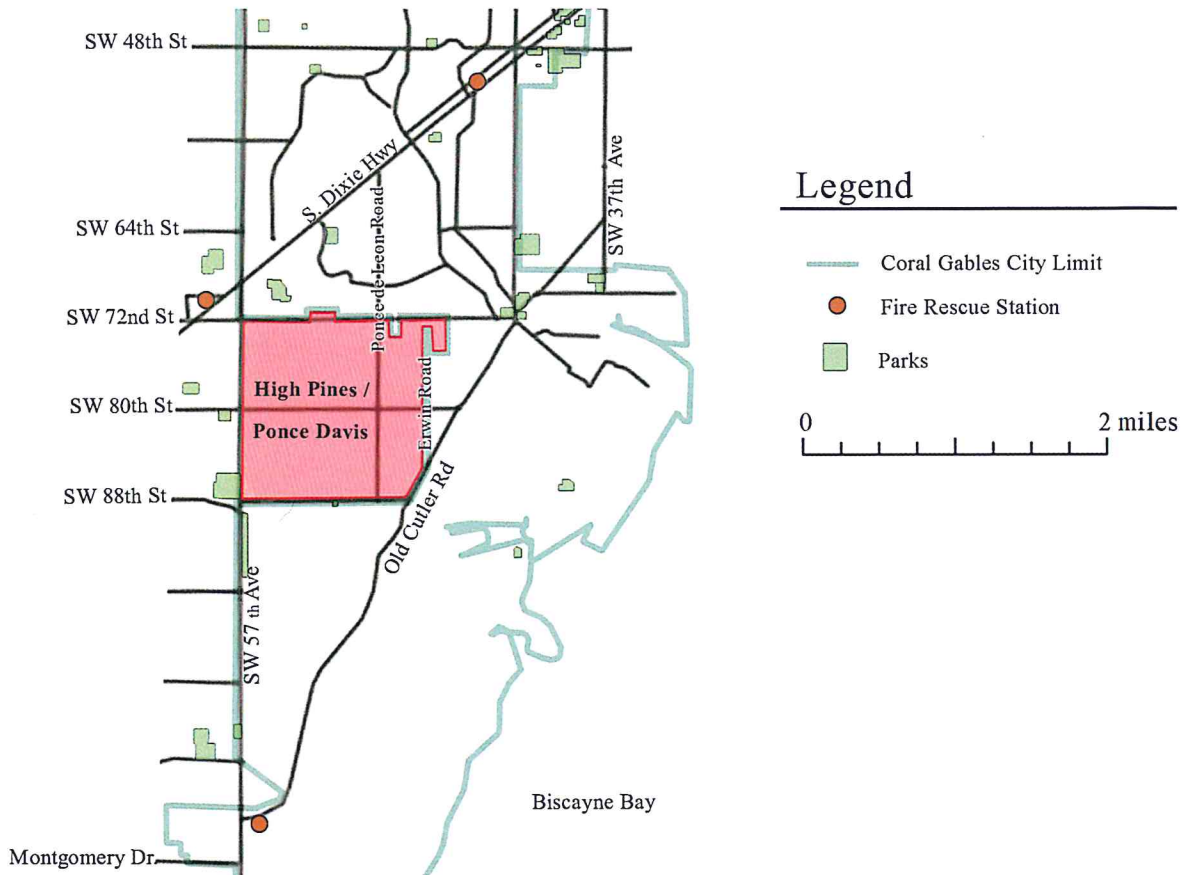 SW 48th St
S. Dixie Hwy
SW 37th Ave
SW 64th St
Ponce-de-Leon-Road
SW 72nd St
High Pines /
Ponce Davis
Erwin Road
SW 80th St
SW 88th St
Old Cutler Rd
SW 57 th Ave
Biscayne Bay
Montgomery Dr.
Legend
Coral Gables City Limit
Fire Rescue Station
Parks
0 2 miles